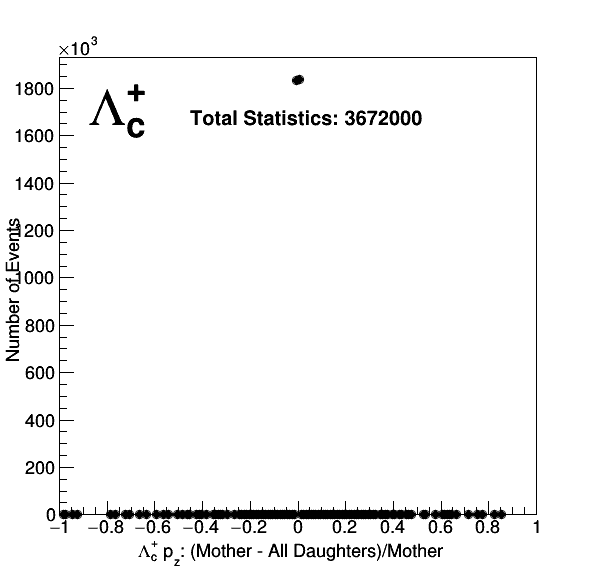 ×10³
Λc⁺
Total Statistics: 3672000
1800
1600
1400
1200
1000
800
600
400
200
0
Number of Events
−1 −0.8 −0.6 −0.4 −0.2 0 0.2 0.4 0.6 0.8 1
Λc⁺ pz: (Mother - All Daughters)/Mother